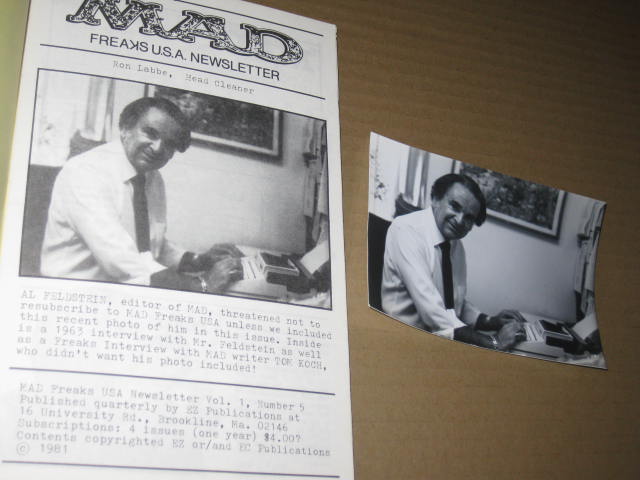 MAD
FREAKS U.S.A. NEWSLETTER
Ron Labbe, Head Cleaner
AL FELDSTEIN, editor of MAD, threatened not to
resubscribe to MAD Freaks USA unless we included
this recent photo of him in this issue. Inside
is a 1963 interview with Mr. Feldstein as well
as a Freaks Interview with MAD writer TOM KOCH,
who didn't want his photo included!
MAD Freaks USA Newsletter Vol. 1, Number 5
Published quarterly by EZ Publications at
16 University Rd., Brookline, Ma. 02146
Subscriptions: 4 issues (one year) $4.00?
Contents copyrighted EZ or/and EC Publications
© 1981